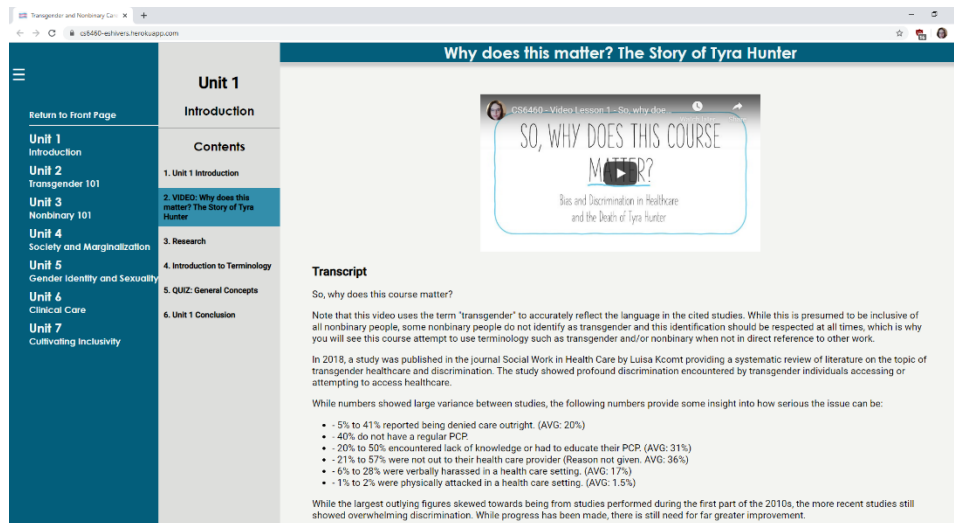 Transgender and Nonbinary Car
cs6460-eshivers.herokuapp.com
Why does this matter? The Story of Tyra Hunter
Return to Front Page
Unit 1
Introduction
Unit 2
Transgender 101
Unit 3
Nonbinary 101
Unit 4
Society and Marginalization
Unit 5
Gender Identity and Sexuality
Unit 6
Clinical Care
Unit 7
Cultivating Inclusivity
Unit 1
Introduction
Contents
1. Unit 1 Introduction
2. VIDEO: Why does this
matter? The Story of Tyra
Hunter
3. Research
4. Introduction to Terminology
5. QUIZ: General Concepts
6. Unit 1 Conclusion
CS6460 - Video Lesson 1 - So, why doe...
SO, WHY DOES THIS COURSE
MATTER?
Bias and Discrimination in Healthcare
and the Death of Tyra Hunter
Transcript
So, why does this course matter?
Note that this video uses the term "transgender" to accurately reflect the language in the cited studies. While this is presumed to be inclusive of
all nonbinary people, some nonbinary people do not identify as transgender and this identification should be respected at all times, which is why
you will see this course attempt to use terminology such as transgender and/or nonbinary when not in direct reference to other work.
In 2018, a study was published in the journal Social Work in Health Care by Luisa Kcomt providing a systematic review of literature on the topic of
transgender healthcare and discrimination. The study showed profound discrimination encountered by transgender individuals accessing or
attempting to access healthcare.
While numbers showed large variance between studies, the following numbers provide some insight into how serious the issue can be:
• - 5% to 41% reported being denied care outright. (AVG: 20%)
• - 40% do not have a regular PCP.
• - 20% to 50% encountered lack of knowledge or had to educate their PCP. (AVG: 31%)
• - 21% to 57% were not out to their health care provider (Reason not given. AVG: 36%)
• - 6% to 28% were verbally harassed in a health care setting. (AVG: 17%)
• - 1% to 2% were physically attacked in a health care setting. (AVG: 1.5%)
While the largest outlying figures skewed towards being from studies performed during the first part of the 2010s, the more recent studies still
showed overwhelming discrimination. While progress has been made, there is still need for far greater improvement.